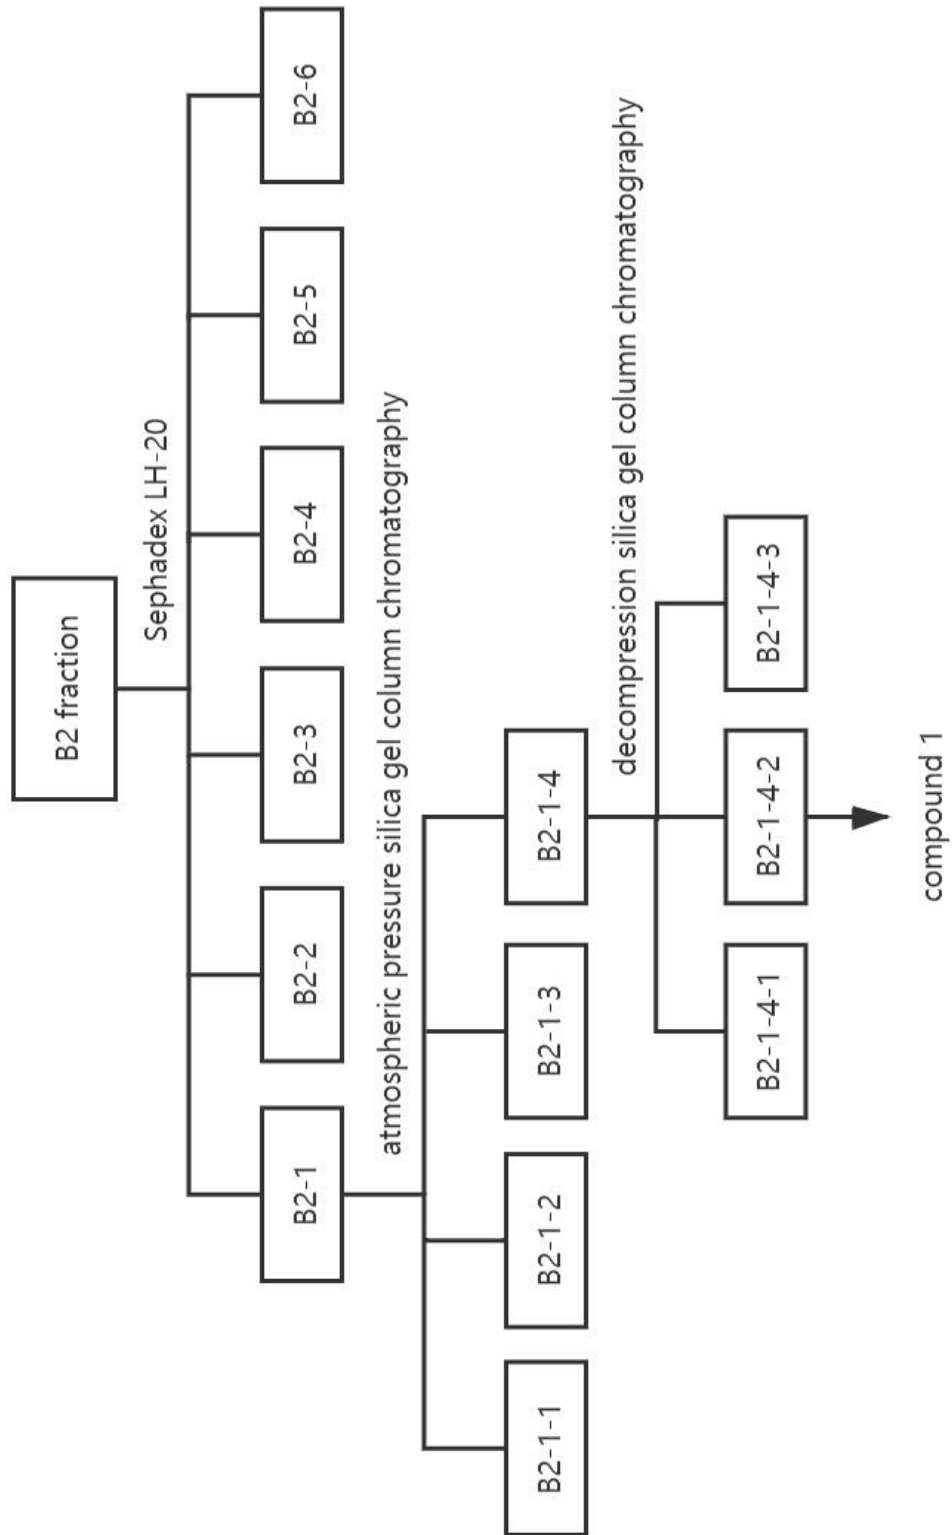 B2 fraction
Sephadex LH-20
B2-1
B2-2
B2-3
B2-4
B2-5
B2-6
atmospheric pressure silica gel column chromatography
B2-1-1
B2-1-2
B2-1-3
B2-1-4
decompression silica gel column chromatography
B2-1-4-1
B2-1-4-2
B2-1-4-3
compound 1